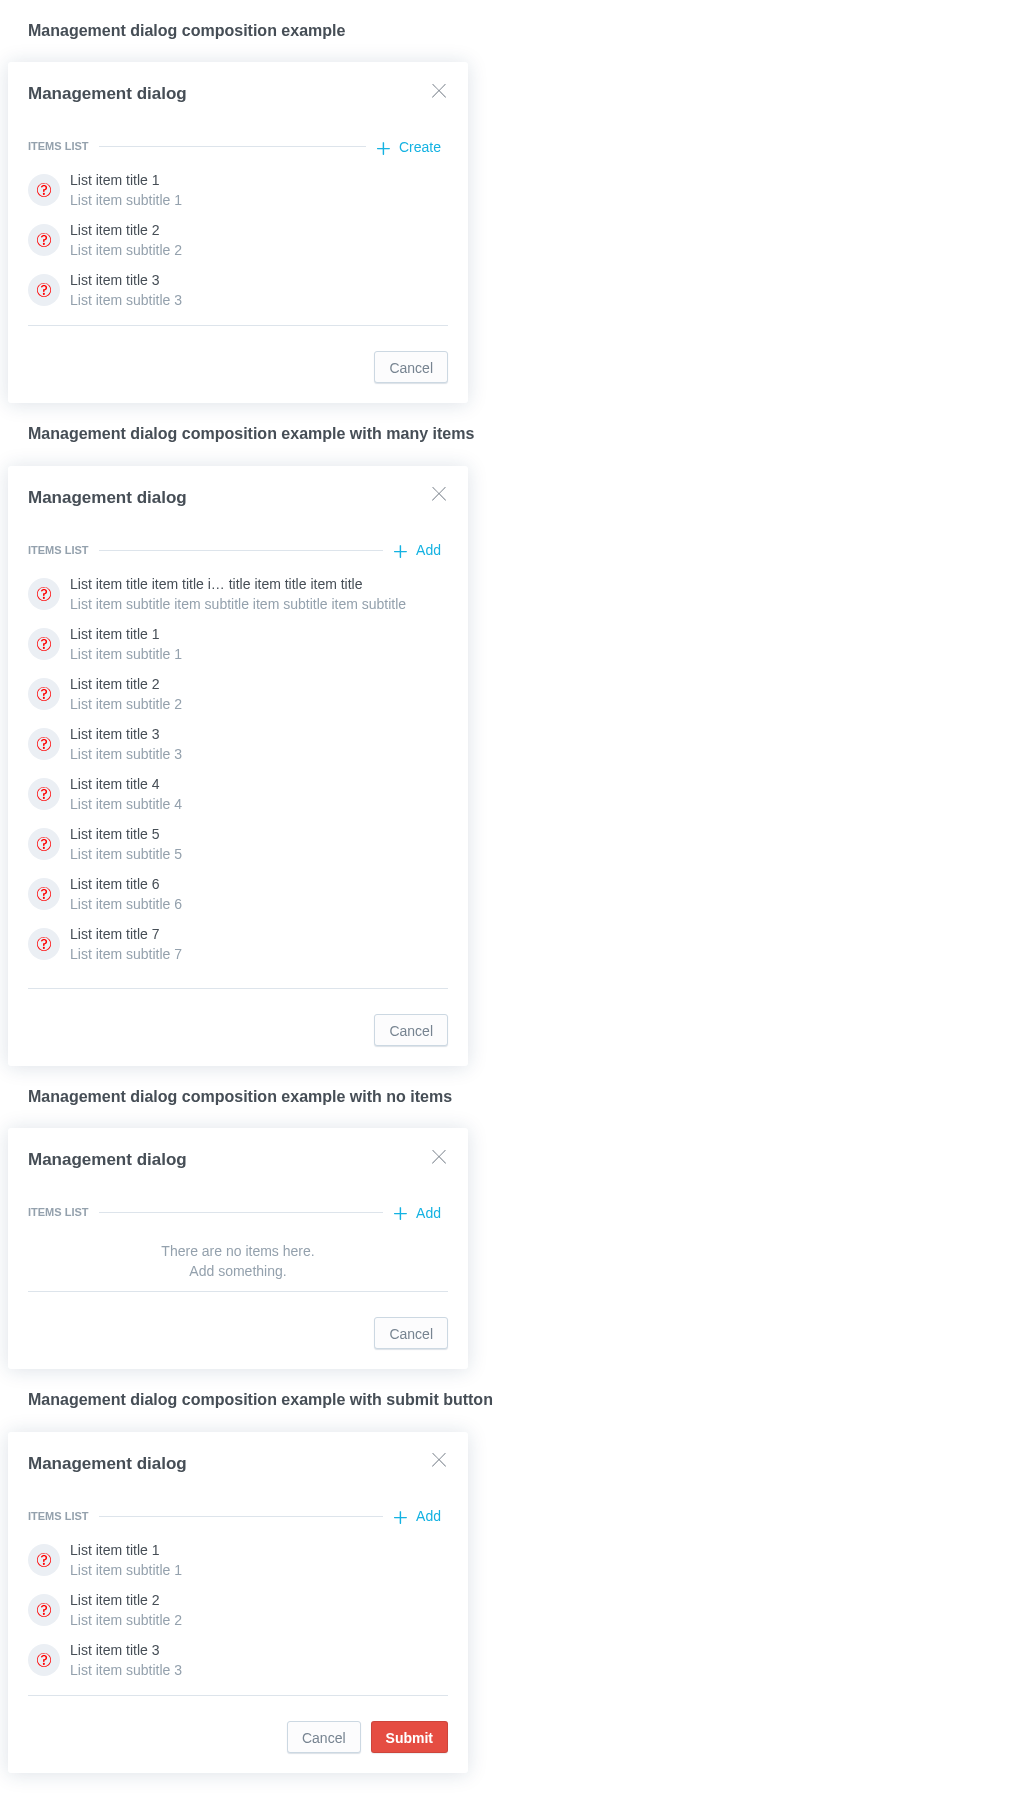 Management dialog composition example
Management dialog
ITEMS LIST
Create
List item title 1
List item subtitle 1
List item title 2
List item subtitle 2
List item title 3
List item subtitle 3
Cancel
Management dialog composition example with many items
Management dialog
ITEMS LIST
Add
List item title item title i… title item title item title
List item subtitle item subtitle item subtitle item subtitle
List item title 1
List item subtitle 1
List item title 2
List item subtitle 2
List item title 3
List item subtitle 3
List item title 4
List item subtitle 4
List item title 5
List item subtitle 5
List item title 6
List item subtitle 6
List item title 7
List item subtitle 7
Cancel
Management dialog composition example with no items
Management dialog
ITEMS LIST
Add
There are no items here.
Add something.
Cancel
Management dialog composition example with submit button
Management dialog
ITEMS LIST
Add
List item title 1
List item subtitle 1
List item title 2
List item subtitle 2
List item title 3
List item subtitle 3
Cancel
Submit